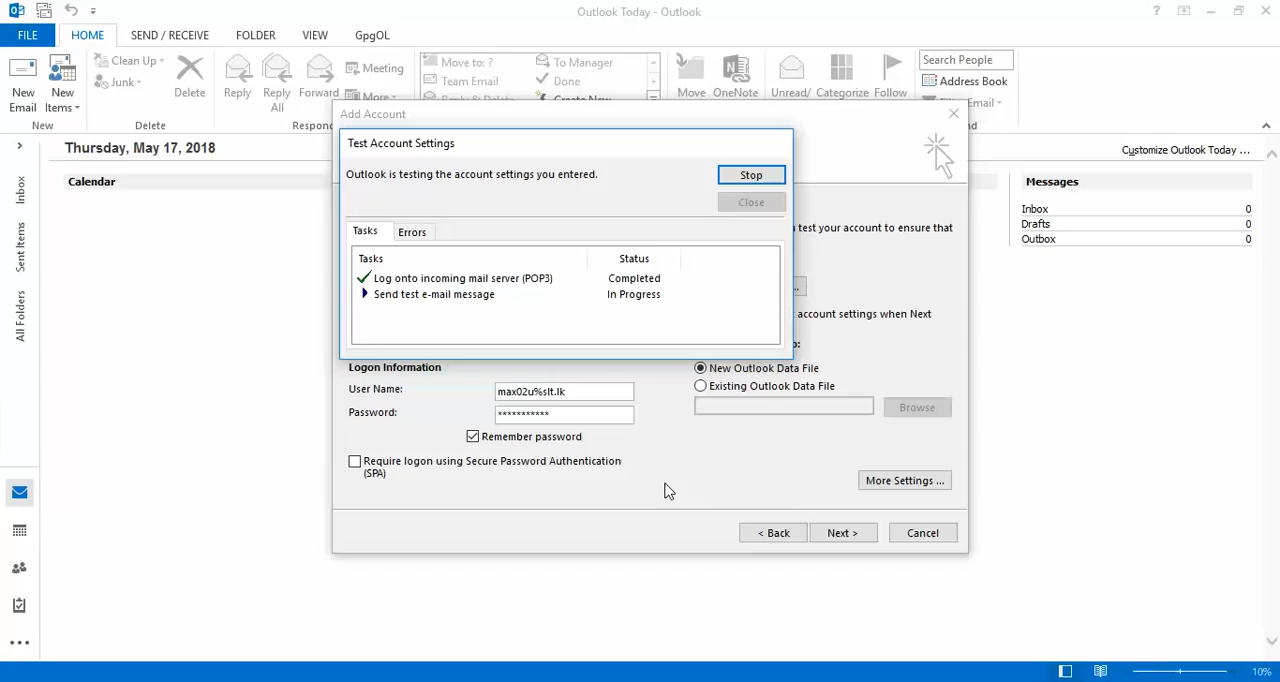 Outlook Today - Outlook
FILE HOME SEND / RECEIVE FOLDER VIEW GpgOL
New Email
New Items
Clean Up
Junk
Delete
Reply
Reply All
Forward
Meeting
More
Move to: ?
Team Email
Reply & Delete
To Manager
Done
Create New
Move
OneNote
Unread/
Categorize
Follow
Search People
Address Book
Email
New
Delete
Respon
Thursday, May 17, 2018
Customize Outlook Today ...
Calendar
Messages
Inbox 0
Drafts 0
Outbox 0
Inbox
Sent Items
All Folders
Add Account
Test Account Settings
Outlook is testing the account settings you entered.
Stop
Close
Tasks Errors
Tasks Status
Log onto incoming mail server (POP3) Completed
Send test e-mail message In Progress
test your account to ensure that
account settings when Next
Logon Information
User Name: max02u%slt.lk
Password: ***********
Remember password
Require logon using Secure Password Authentication
(SPA)
New Outlook Data File
Existing Outlook Data File
Browse
More Settings ...
< Back Next > Cancel
10%